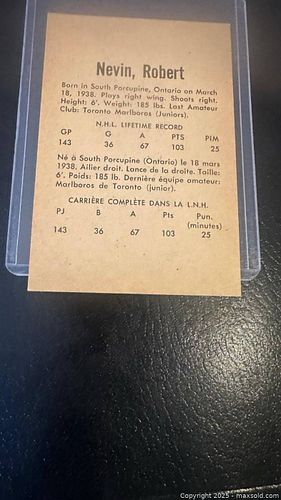 Nevin, Robert
Born in South Porcupine, Ontario on March
18, 1938. Plays right wing. Shoots right.
Height: 6'. Weight: 185 lbs. Last Amateur
Club: Toronto Marlboros (Juniors).
N.H.L. LIFETIME RECORD
GP G A PTS PIM
143 36 67 103 25
Né à South Porcupine (Ontario) le 18 mars
1938, Ailier droit. Lance de la droite. Taille:
6'. Poids: 185 lb. Dernière équipe amateur:
Marlboros de Toronto (junior).
CARRIÈRE COMPLÈTE DANS LA L.N.H.
PJ B A Pts Pun.
(minutes)
143 36 67 103 25
Copyright 2025 - maxsold.com